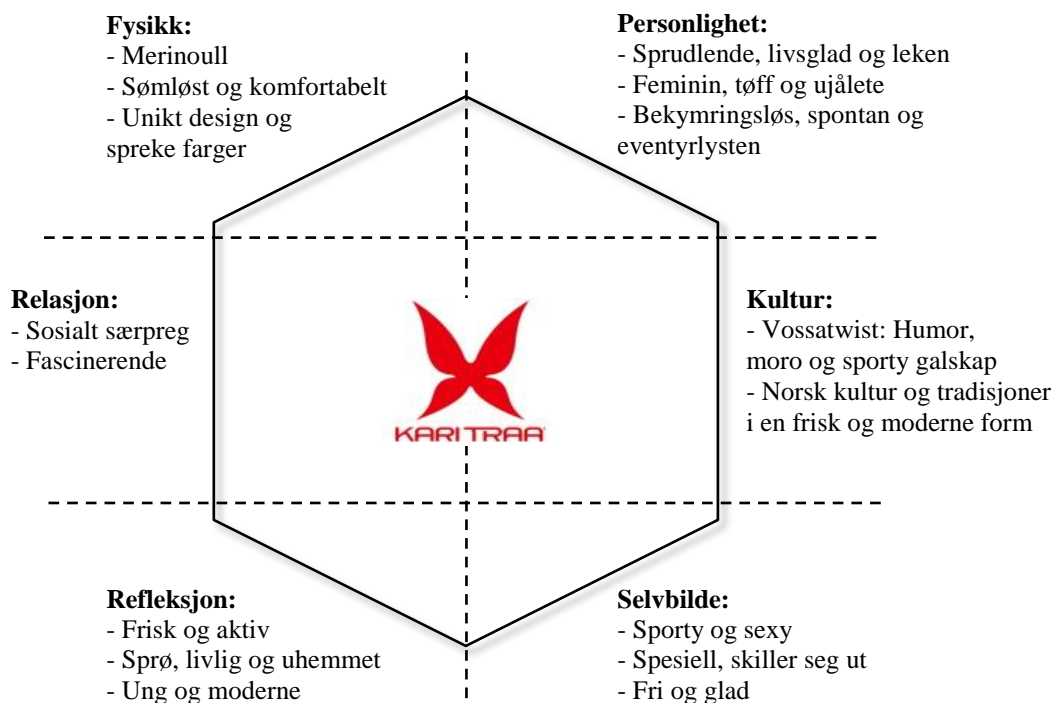 Fysikk:
- Merinoull
- Sømløst og komfortabelt
- Unikt design og
spreke farger
Personlighet:
- Sprudlende, livsglad og leken
- Feminin, tøff og ujålete
- Bekymringsløs, spontan og
eventyrlysten
Relasjon:
- Sosialt særpreg
- Fascinerende
KARI TRAA
Kultur:
- Vossatwist: Humor,
moro og sporty galskap
- Norsk kultur og tradisjoner
i en frisk og moderne form
Refleksjon:
- Frisk og aktiv
- Sprø, livlig og uhemmet
- Ung og moderne
Selvbilde:
- Sporty og sexy
- Spesiell, skiller seg ut
- Fri og glad